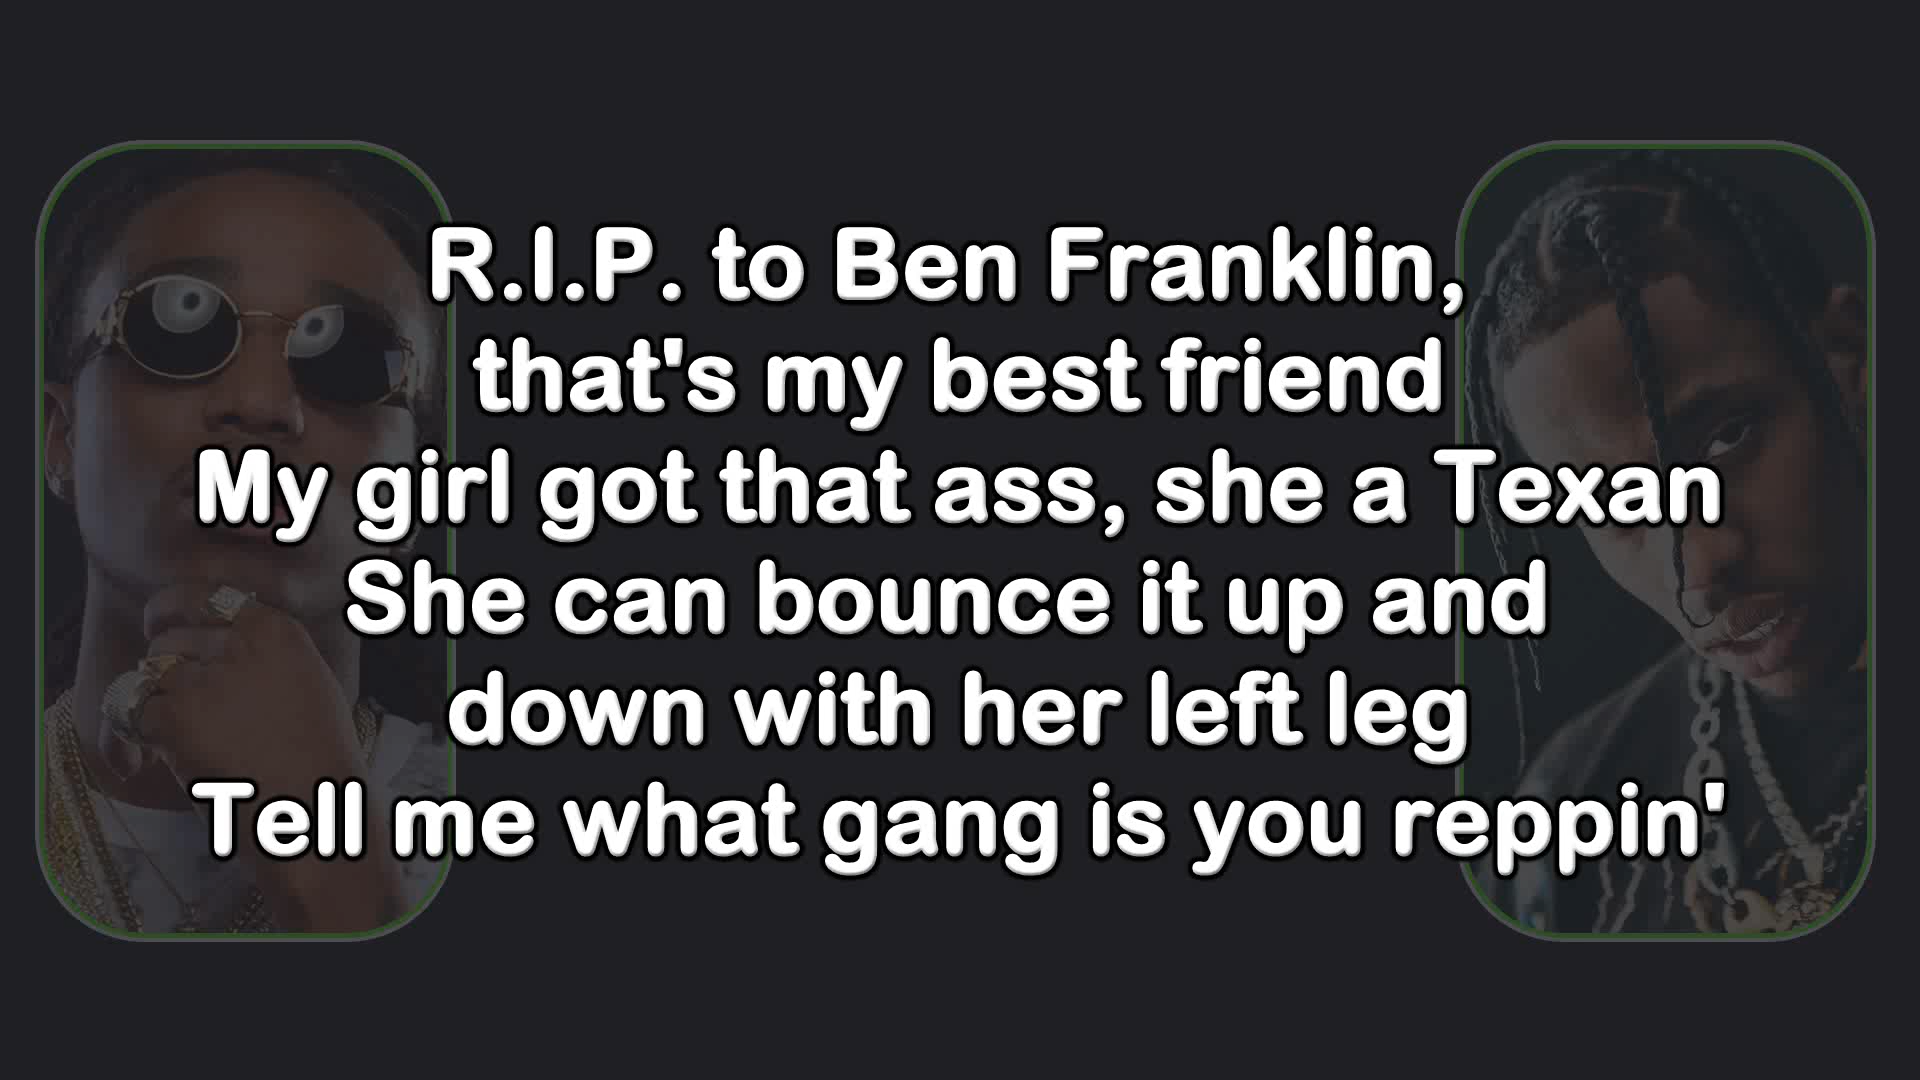 R.I.P. to Ben Franklin,
that's my best friend
My girl got that ass, she a Texan
She can bounce it up and
down with her left leg
Tell me what gang is you reppin'